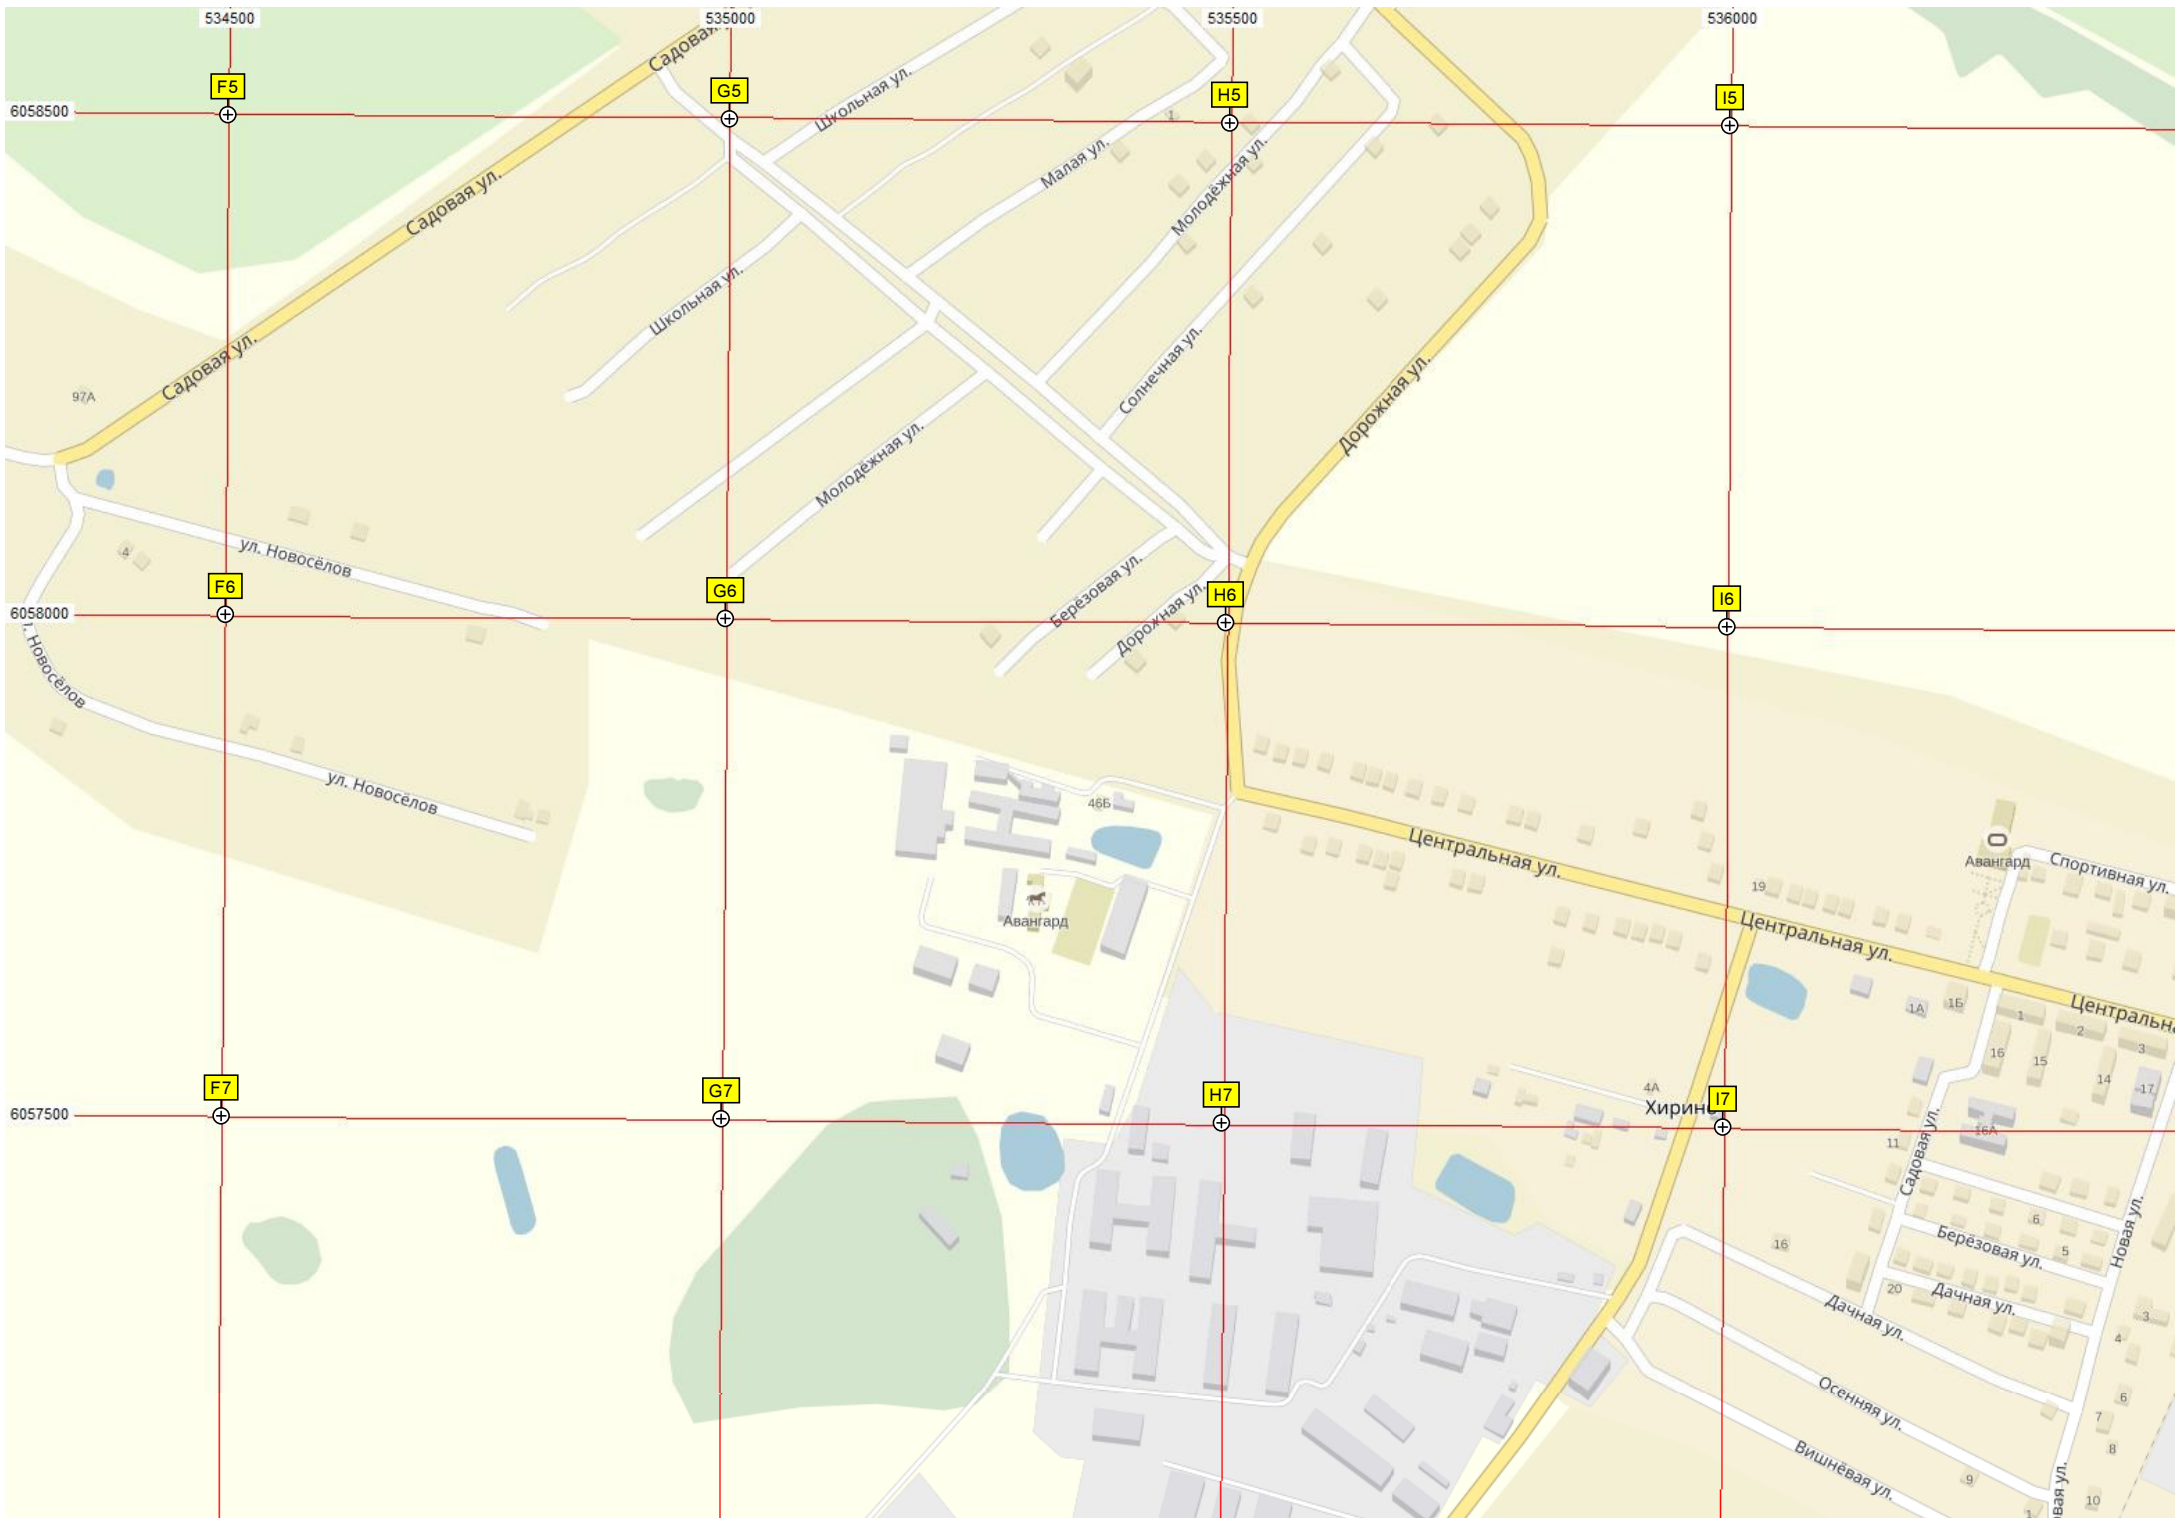 534500
535000
535500
536000
Садовая
Школьная ул.
F5
G5
H5
I5
6058500
1
Малая ул.
Молодёжная ул.
Садовая ул.
Школьная ул.
Садовая ул.
Солнечная ул.
Дорожная ул.
97А
Молодёжная ул.
4
ул. Новосёлов
Берёзовая ул.
Дорожная ул.
F6
G6
H6
I6
6058000
Новосёлов
ул. Новосёлов
46Б
Центральная ул.
Авангард
Спортивная ул.
19
Авангард
Центральная ул.
1А
1Б
Центральн
1
2
3
16
15
14
17
4А
Хирино
F7
G7
H7
I7
6057500
11
16А
Садовая ул.
6
5
Берёзовая ул.
Новая ул.
16
20
Дачная ул.
Дачная ул.
3
4
6
7
8
Осенняя ул.
Вишнёвая ул.
9
10
1
вая ул.